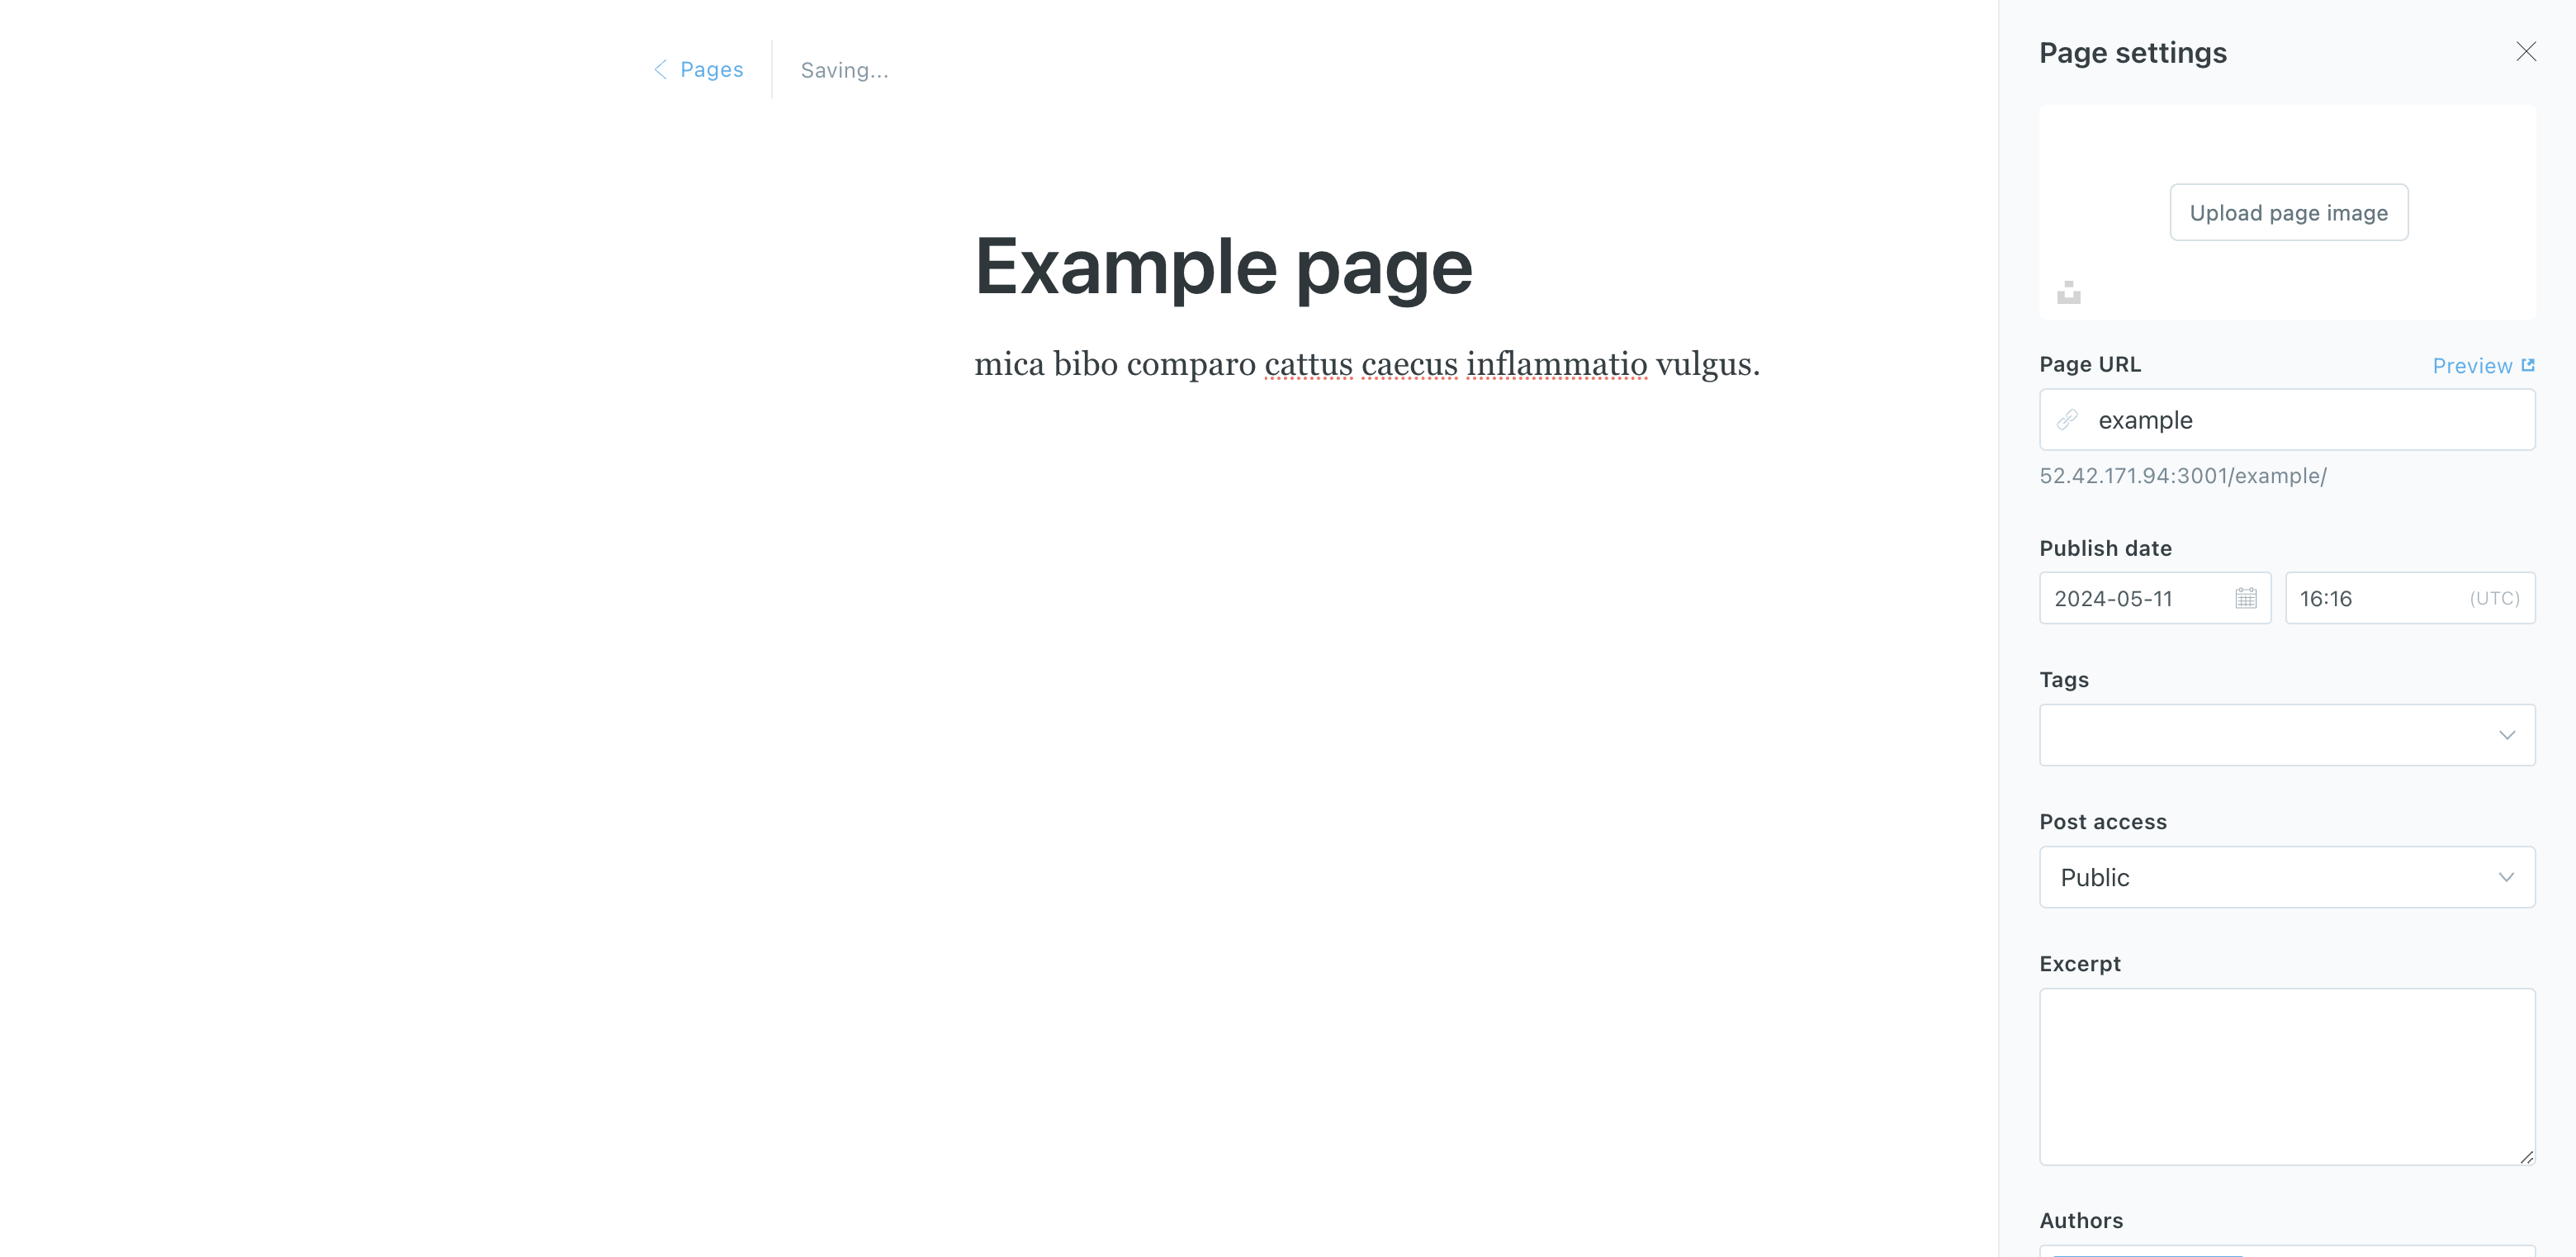 Pages
Saving...
Example page
mica bibo comparo cattus caecus inflammatio vulgus.
Page settings
Upload page image
Page URL
Preview
example
52.42.171.94:3001/example/
Publish date
2024-05-11
16:16
(UTC)
Tags
Post access
Public
Excerpt
Authors